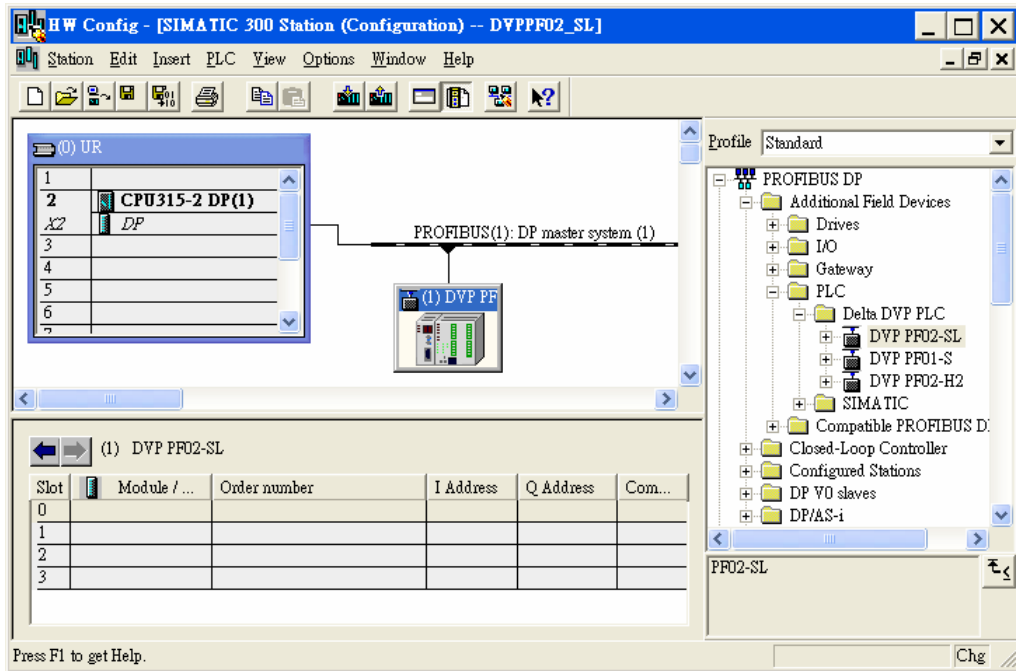 HW Config - [SIMATIC 300 Station (Configuration) -- DVPPF02_SL]
Station Edit Insert PLC View Options Window Help
(0) UR
1
2 CPU315-2 DP(1)
X2 DP
3
4
5
6
7
PROFIBUS(1): DP master system (1)
(1) DVP PF
Profile Standard
PROFIBUS DP
Additional Field Devices
Drives
I/O
Gateway
PLC
Delta DVP PLC
DVP PF02-SL
DVP PF01-S
DVP PF02-H2
SIMATIC
Compatible PROFIBUS D
Closed-Loop Controller
Configured Stations
DP V0 slaves
DP/AS-i
PF02-SL
(1) DVP PF02-SL
Slot Module / ... Order number I Address Q Address Com...
0
1
2
3
Press F1 to get Help. Chg